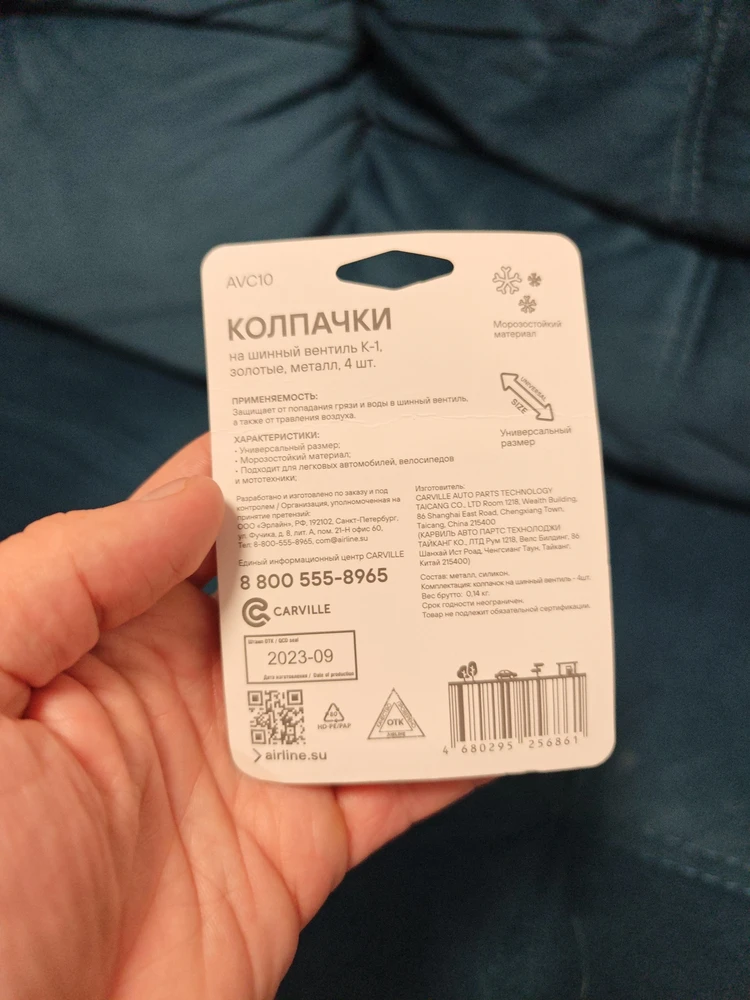 AVC10
КОЛПАЧКИ
на шинный вентиль К-1,
золотые, металл, 4 шт.
Морозостойкий
материал
ПРИМЕНЯЕМОСТЬ:
Защищает от попадания грязи и воды в шинный вентиль,
а также от травления воздуха.
UNIVERSAL
SIZE
Универсальный
размер
ХАРАКТЕРИСТИКИ:
• Универсальный размер;
• Морозостойкий материал;
• Подходит для легковых автомобилей, велосипедов
и мототехники;
Разработано и изготовлено по заказу и под
контролем / Организация, уполномоченная на
принятие претензий:
ООО «Эрлайн», РФ, 192102, Санкт-Петербург,
ул. Фучика, д. 8, лит. А, пом. 21-Н офис 60,
Тел: 8-800-555-8965, com@airline.su
Единый информационный центр CARVILLE
8 800 555-8965
CARVILLE
Изготовитель:
CARVILLE AUTO PARTS TECHNOLOGY
TAICANG CO., LTD Room 1218, Wealth Building,
86 Shanghai East Road, Chengxiang Town,
Taicang, China 215400
(КАРВИЛЬ АВТО ПАРТС ТЕХНОЛОДЖИ
ТАЙКАНГ КО., ЛТД Рум 1218, Велс Билдинг, 86
Шанхай Ист Роад, Ченгсианг Таун, Тайканг,
Китай 215400)
Состав: металл, силикон.
Комплектация: колпачок на шинный вентиль - 4шт.
Вес брутто: 0,14 кг.
Срок годности неограничен.
Товар не подлежит обязательной сертификации.
Штамп ОТК / QCD seal
2023-09
Дата изготовления / Date of production
HD-PE/PAP
ОТК
airline.su
4 680295 256861